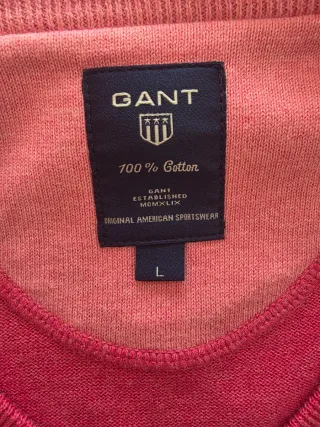 GANT
100% Cotton
GANT
ESTABLISHED
MCMXLIX
ORIGINAL AMERICAN SPORTSWEAR
L